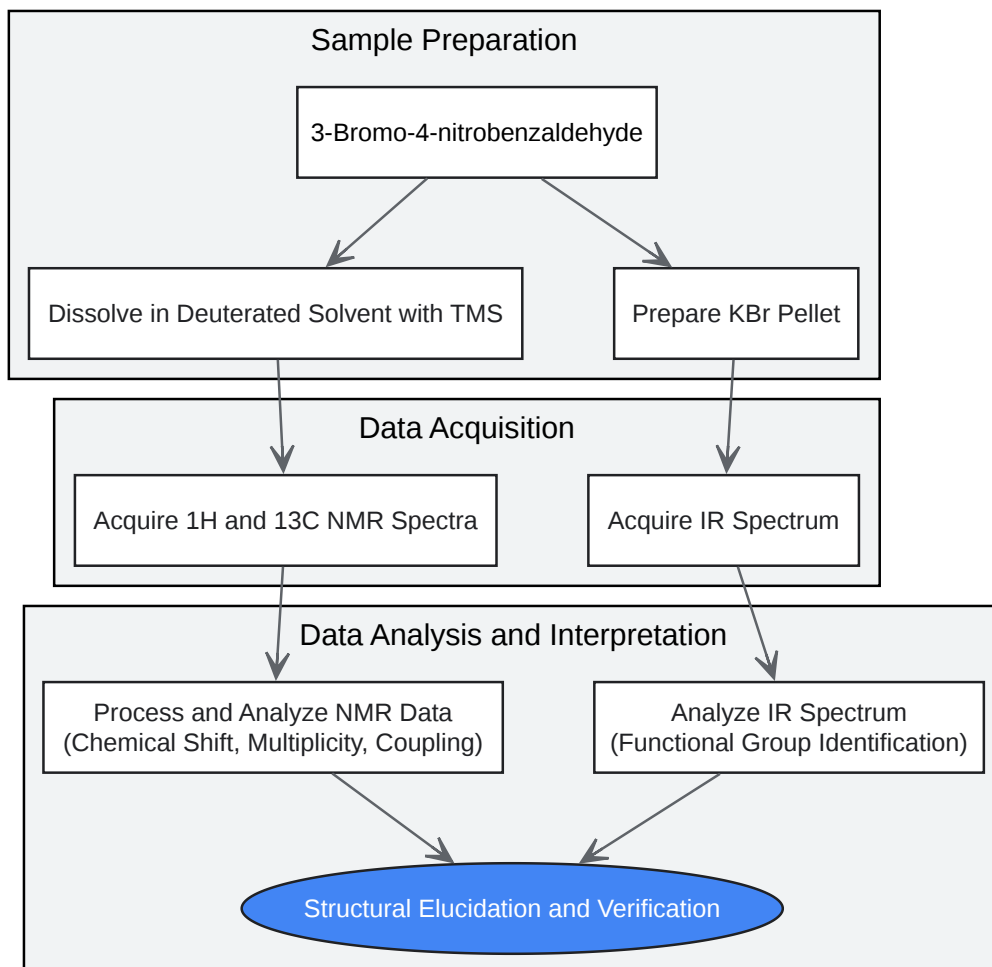 Sample Preparation
3-Bromo-4-nitrobenzaldehyde
Dissolve in Deuterated Solvent with TMS
Prepare KBr Pellet
Data Acquisition
Acquire 1H and 13C NMR Spectra
Acquire IR Spectrum
Data Analysis and Interpretation
Process and Analyze NMR Data
(Chemical Shift, Multiplicity, Coupling)
Analyze IR Spectrum
(Functional Group Identification)
Structural Elucidation and Verification